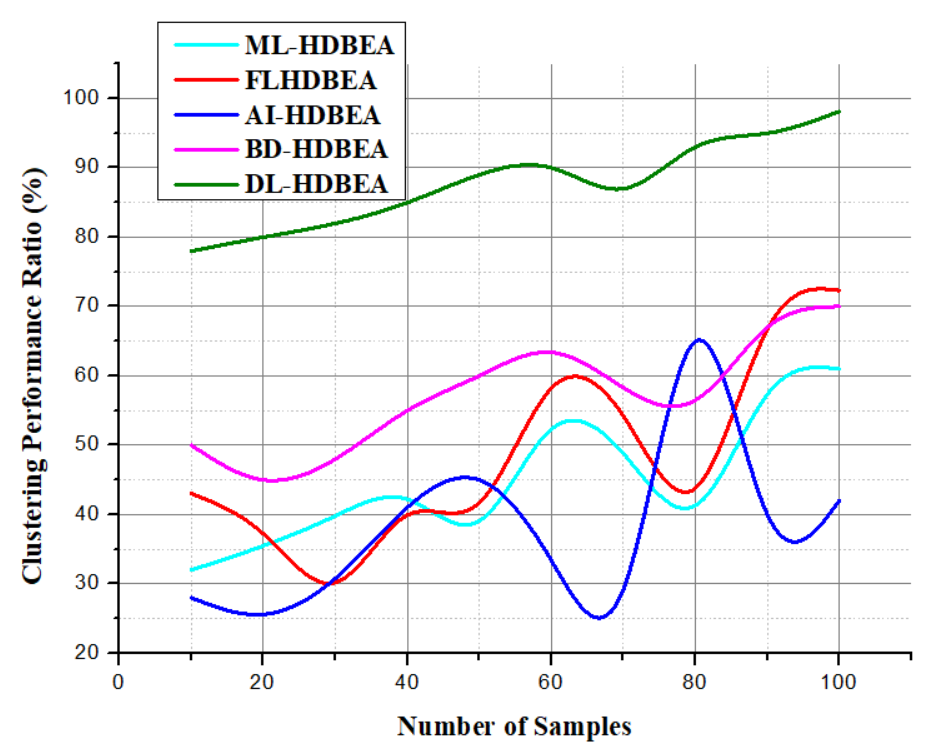 ML-HDBEA
FLHDBEA
AI-HDBEA
BD-HDBEA
DL-HDBEA
Clustering Performance Ratio (%)
100
90
80
70
60
50
40
30
20
0 20 40 60 80 100
Number of Samples